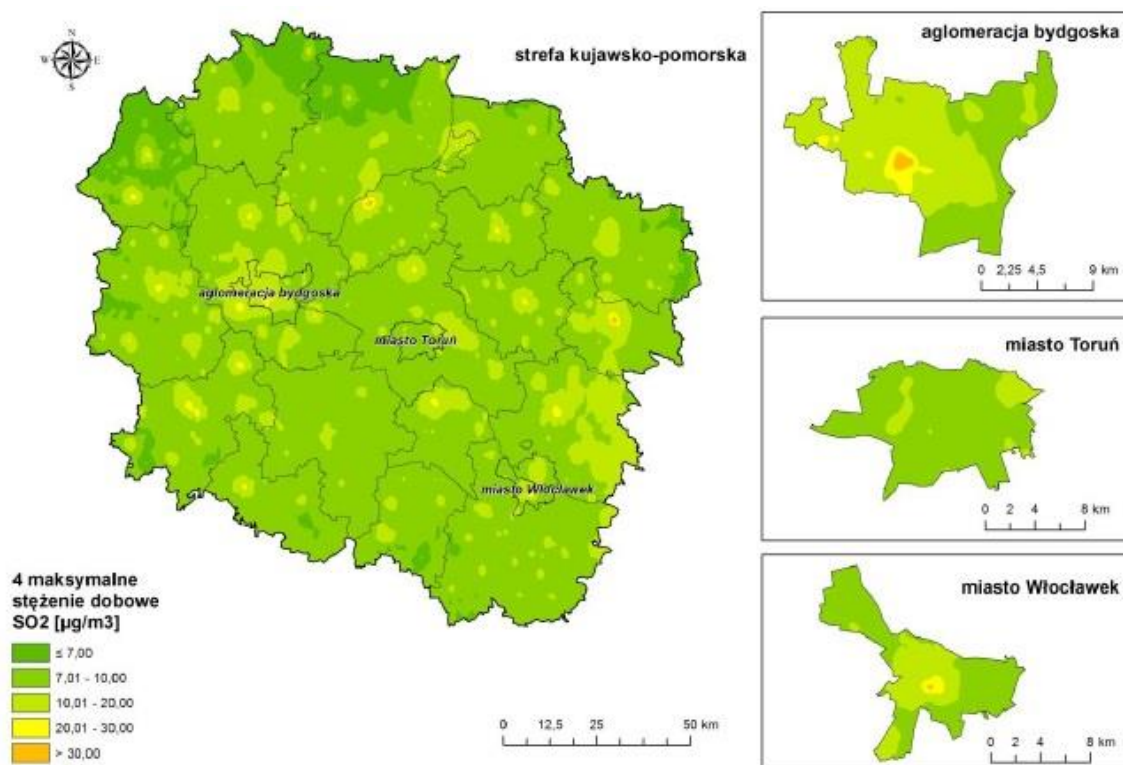 N
W
E
S
strefa kujawsko-pomorska
aglomeracja bydgoska
miasto Toruń
miasto Włocławek
4 maksymalne
stężenie dobowe
SO2 [µg/m3]
≤ 7,00
7,01 - 10,00
10,01 - 20,00
20,01 - 30,00
> 30,00
0 12,5 25 50 km
aglomeracja bydgoska
0 2,25 4,5 9 km
miasto Toruń
0 2 4 8 km
miasto Włocławek
0 2 4 8 km